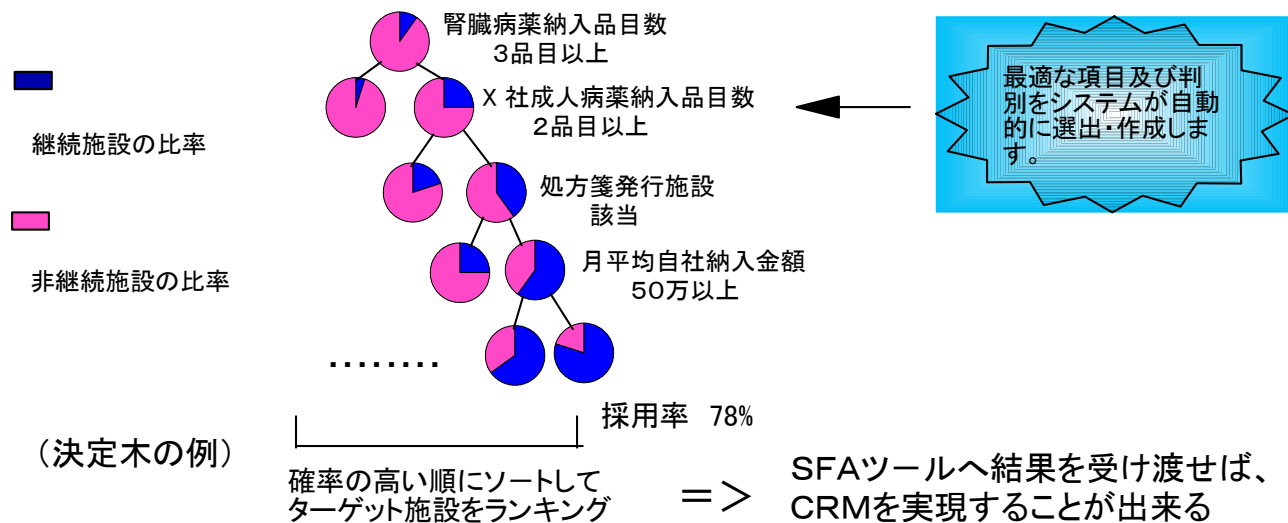 腎臓病薬納入品目数
3品目以上
X 社成人病薬納入品目数
2品目以上
処方箋発行施設
該当
月平均自社納入金額
50万以上
最適な項目及び判
別をシステムが自動
的に選出・作成しま
す。
継続施設の比率
非継続施設の比率
........
採用率 78%
（決定木の例）
確率の高い順にソートして
ターゲット施設をランキング
=>
SFAツールへ結果を受け渡せば、
CRMを実現することが出来る